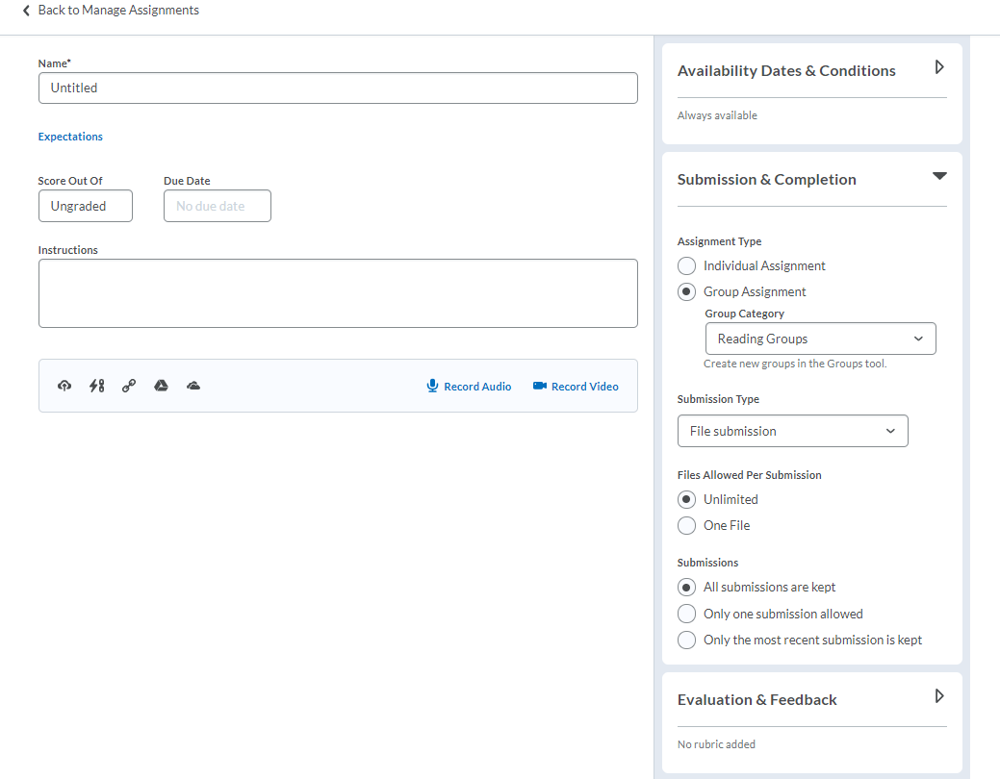 Back to Manage Assignments
Name*
Untitled
Expectations
Score Out Of
Due Date
Ungraded
No due date
Instructions
Record Audio
Record Video
Availability Dates & Conditions
Always available
Submission & Completion
Assignment Type
Individual Assignment
Group Assignment
Group Category
Reading Groups
Create new groups in the Groups tool.
Submission Type
File submission
Files Allowed Per Submission
Unlimited
One File
Submissions
All submissions are kept
Only one submission allowed
Only the most recent submission is kept
Evaluation & Feedback
No rubric added